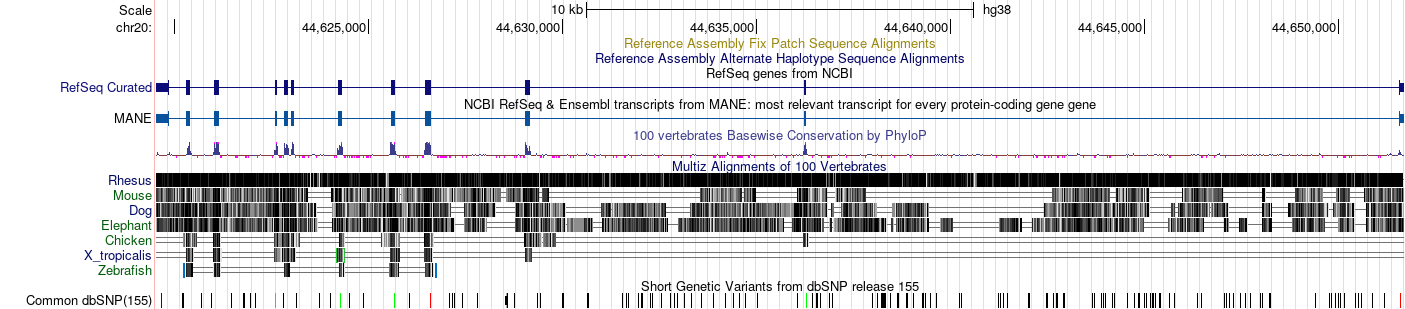 Scale 10 kb hg38
chr20: 44,625,000 44,630,000 44,635,000 44,640,000 44,645,000 44,650,000
Reference Assembly Fix Patch Sequence Alignments
Reference Assembly Alternate Haplotype Sequence Alignments
RefSeq genes from NCBI
RefSeq Curated
NCBI RefSeq & Ensembl transcripts from MANE: most relevant transcript for every protein-coding gene gene
MANE
100 vertebrates Basewise Conservation by PhyloP
Multiz Alignments of 100 Vertebrates
Rhesus
Mouse
Dog
Elephant
Chicken
X_tropicalis
Zebrafish
Short Genetic Variants from dbSNP release 155
Common dbSNP(155)